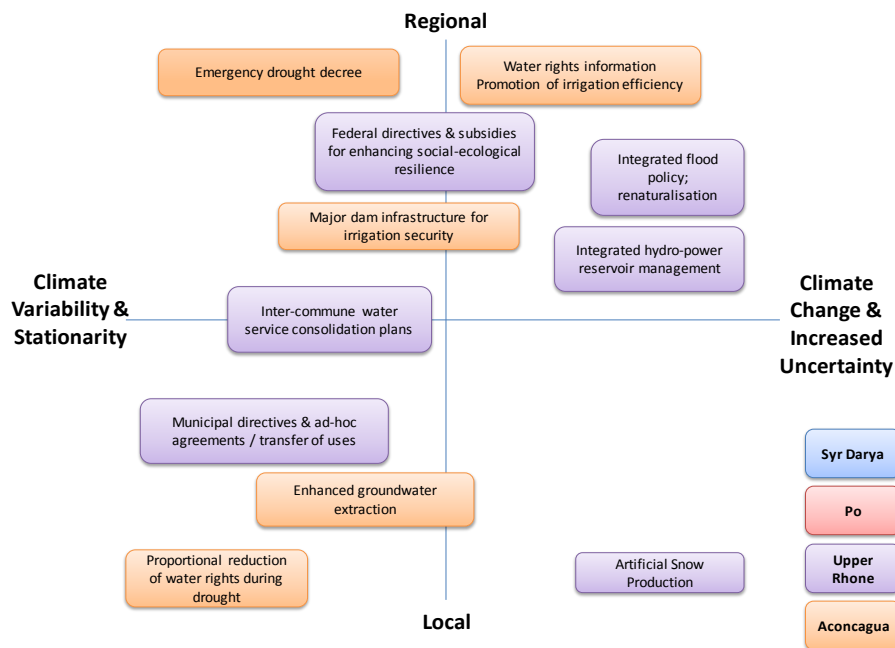 Regional
Emergency drought decree
Water rights information
Promotion of irrigation efficiency
Federal directives & subsidies
for enhancing social-ecological
resilience
Integrated flood
policy;
renaturalisation
Major dam infrastructure for
irrigation security
Integrated hydro-power
reservoir management
Climate
Variability &
Stationarity
Inter-commune water
service consolidation plans
Climate
Change &
Increased
Uncertainty
Municipal directives & ad-hoc
agreements / transfer of uses
Enhanced groundwater
extraction
Proportional reduction
of water rights during
drought
Artificial Snow
Production
Local
Syr Darya
Po
Upper
Rhone
Aconcagua